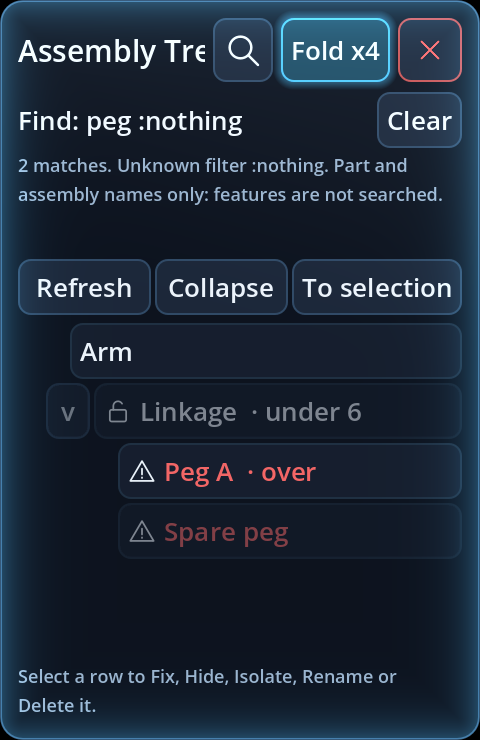 Assembly Tre
Fold x4
Find: peg :nothing
Clear
2 matches. Unknown filter :nothing. Part and
assembly names only: features are not searched.
Refresh
Collapse
To selection
Arm
v
Linkage · under 6
Peg A · over
Spare peg
Select a row to Fix, Hide, Isolate, Rename or
Delete it.